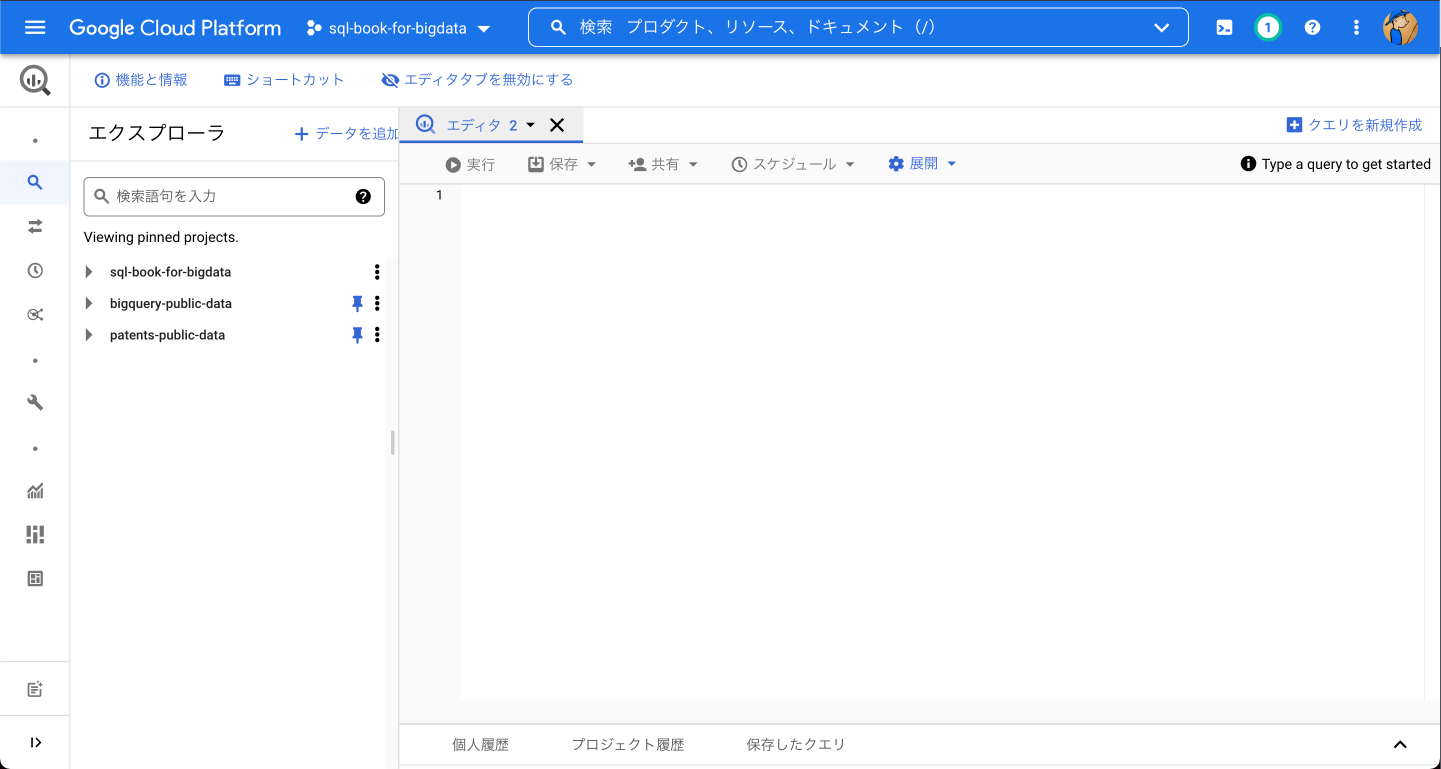 Google Cloud Platform sql-book-for-bigdata 検索 プロダクト、リソース、ドキュメント (/) 1
機能と情報 ショートカット エディタタブを無効にする
エクスプローラ データを追加
エディタ 2 クエリを新規作成
実行 保存 共有 スケジュール 展開 Type a query to get started
検索語句を入力
1
Viewing pinned projects.
sql-book-for-bigdata
bigquery-public-data
patents-public-data
個人履歴 プロジェクト履歴 保存したクエリ